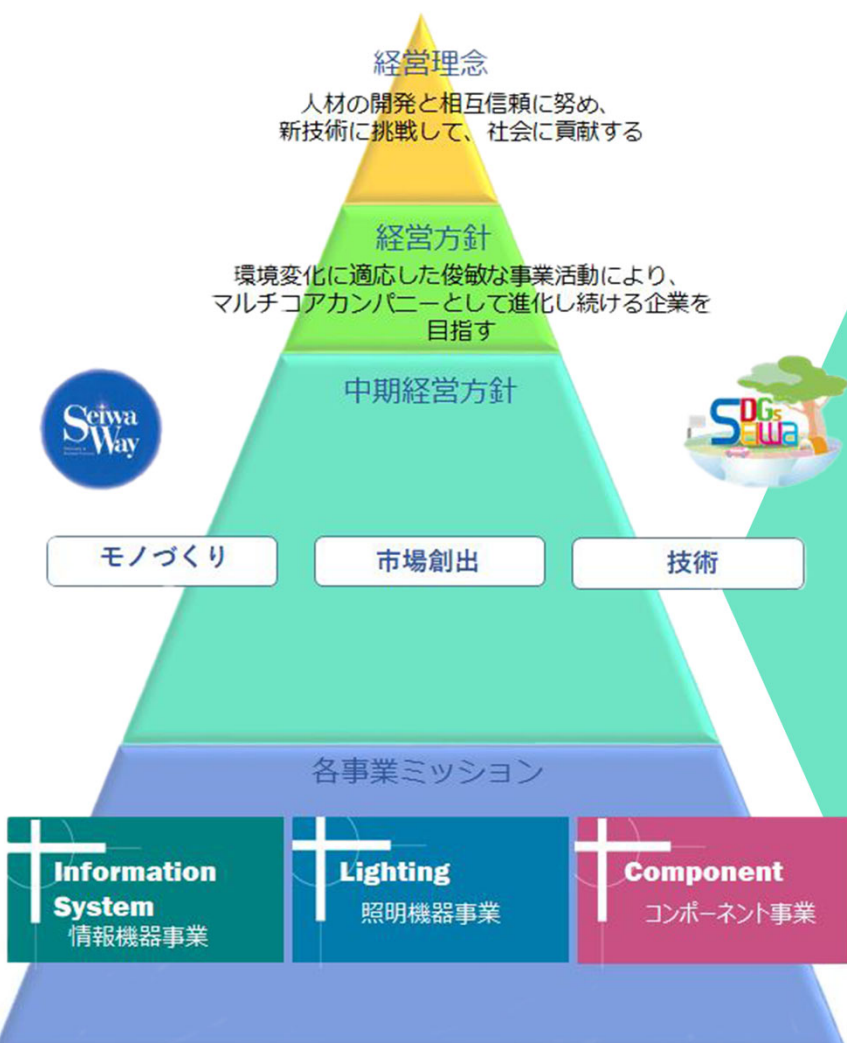 経営理念
人材の開発と相互信頼に努め、
新技術に挑戦して、社会に貢献する
経営方針
環境変化に適応した俊敏な事業活動により、
マルチコアカンパニーとして進化し続ける企業を
目指す
中期経営方針
Seiwa
Way
SDGs
モノづくり
市場創出
技術
各事業ミッション
Information
System
情報機器事業
Lighting
照明機器事業
Component
コンポーネント事業